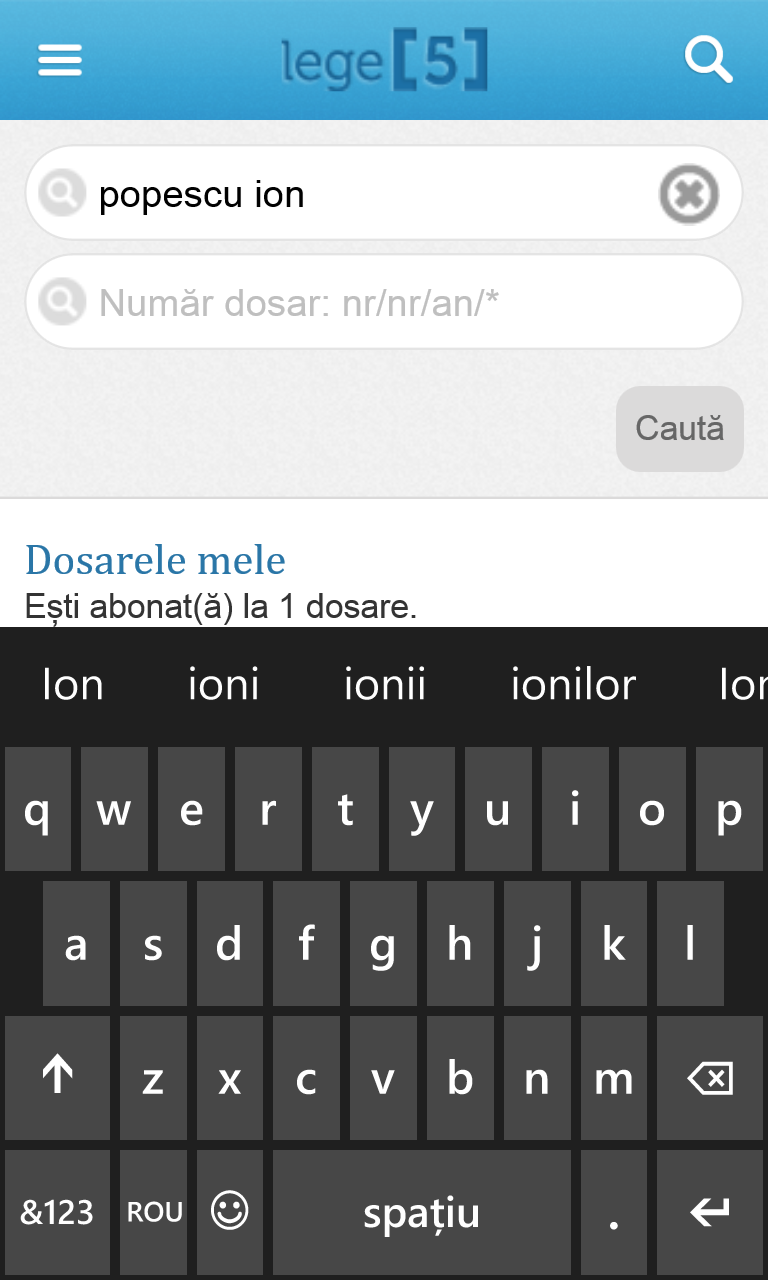 lege[5]
popescu ion
Număr dosar: nr/nr/an/*
Caută
Dosarele mele
Ești abonat(ă) la 1 dosare.
Ion ioni ionii ionilor
q w e r t y u i o p
a s d f g h j k l
z x c v b n m
&123 ROU spațiu .